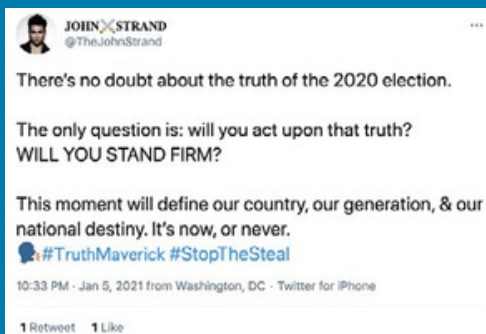 JOHN STRAND
@TheJohnStrand
There's no doubt about the truth of the 2020 election.
The only question is: will you act upon that truth?
WILL YOU STAND FIRM?
This moment will define our country, our generation, & our
national destiny. It's now, or never.
🗣#TruthMaverick #StopTheSteal
10:33 PM · Jan 5, 2021 from Washington, DC · Twitter for iPhone
1 Retweet 1 Like